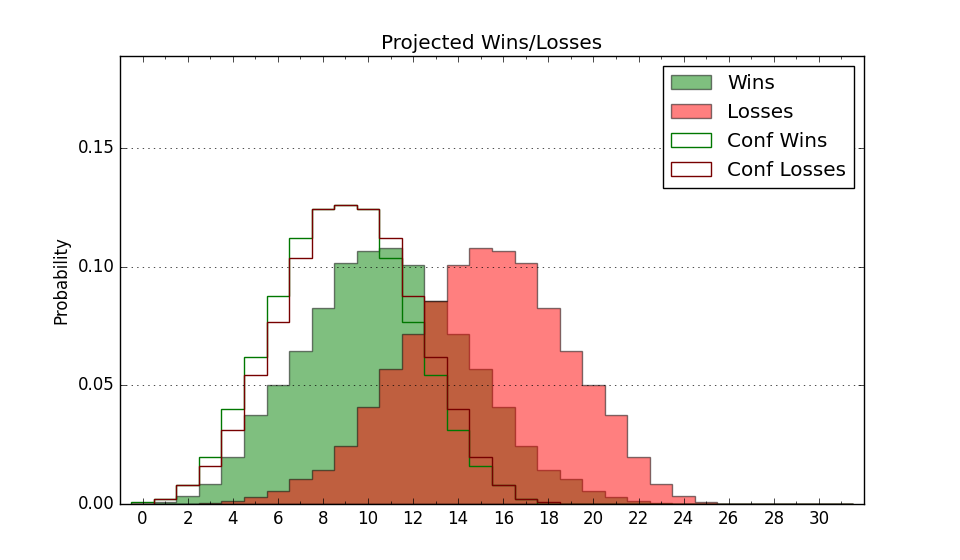 Projected Wins/Losses
Wins
Losses
Conf Wins
Conf Losses
0.15
0.10
0.05
0.00
Probability
0 2 4 6 8 10 12 14 16 18 20 22 24 26 28 30